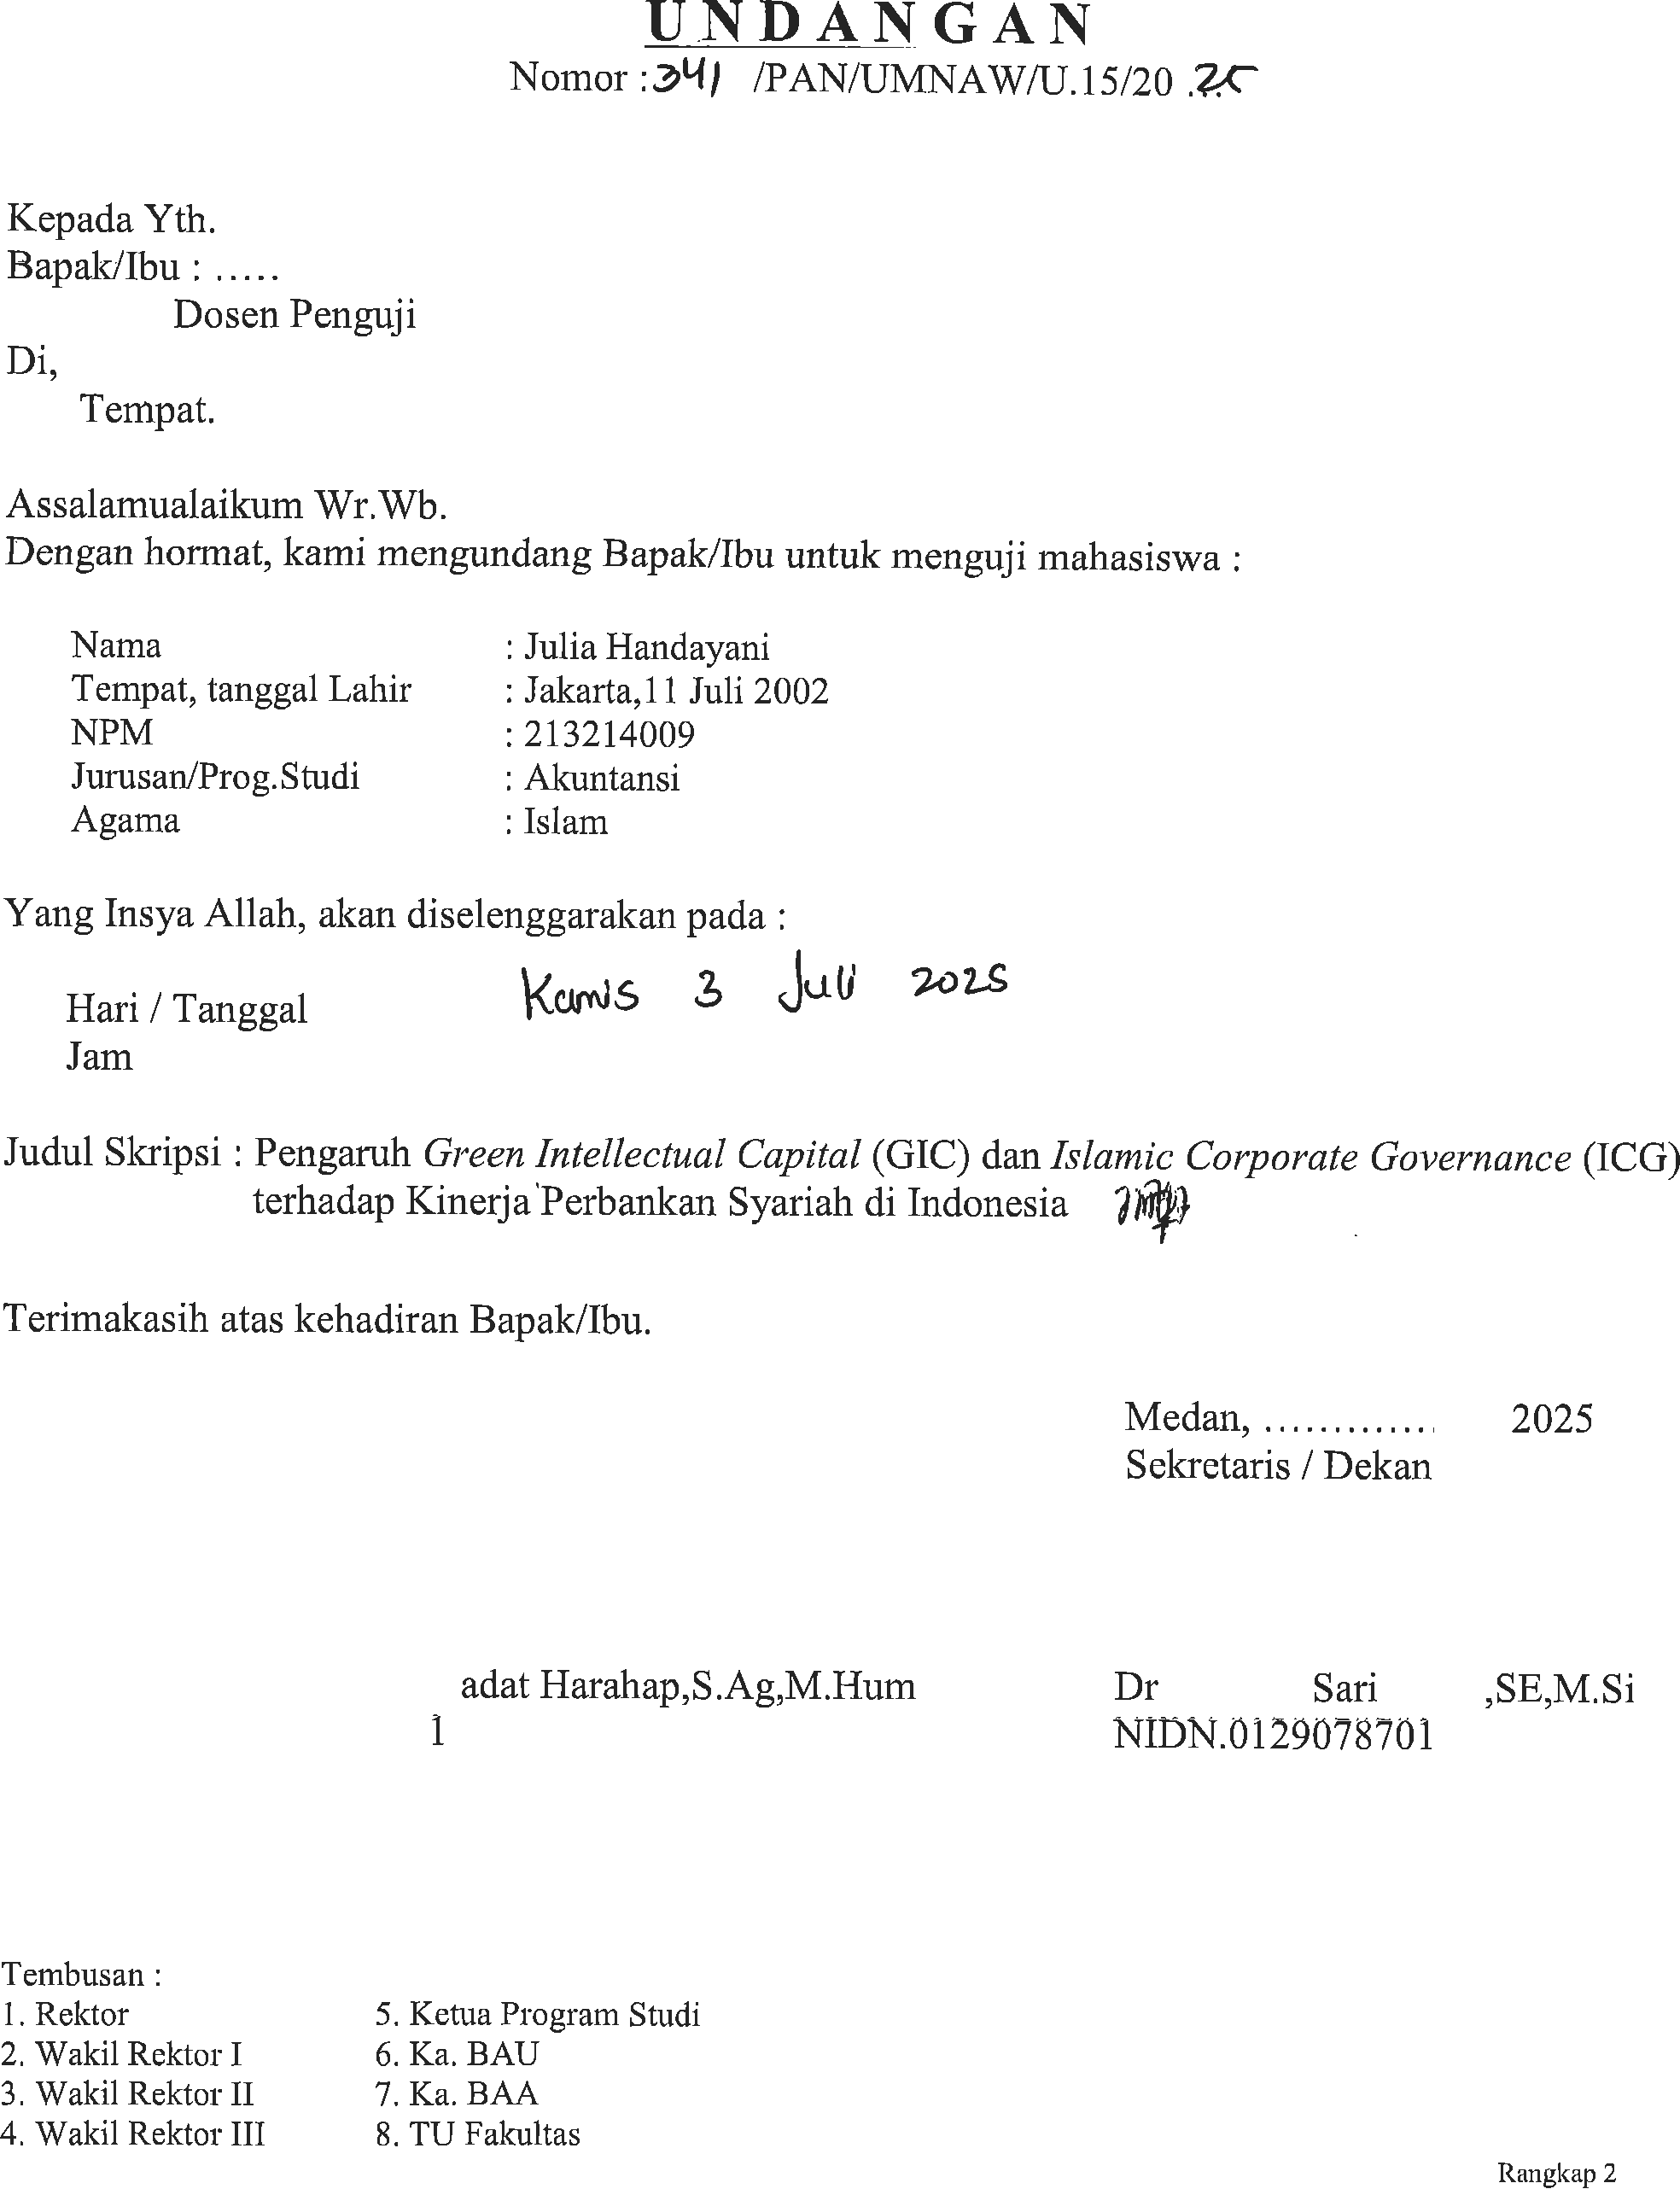 UNDANGAN
Nomor : 341 /PAN/UMNAW/U.15/20 ...25
Kepada Yth.
Bapak/Ibu : .....
Dosen Penguji
Di,
Tempat.
Assalamualaikum Wr.Wb.
Dengan hormat, kami mengundang Bapak/Ibu untuk menguji mahasiswa :
Nama : Julia Handayani
Tempat, tanggal Lahir : Jakarta,11 Juli 2002
NPM : 213214009
Jurusan/Prog.Studi : Akuntansi
Agama : Islam
Yang Insya Allah, akan diselenggarakan pada :
Hari / Tanggal Kamis 3 Juli 2025
Jam
Judul Skripsi : Pengaruh Green Intellectual Capital (GIC) dan Islamic Corporate Governance (ICG)
terhadap Kinerja Perbankan Syariah di Indonesia
Terimakasih atas kehadiran Bapak/Ibu.
Medan, ............. 2025
Sekretaris / Dekan
adat Harahap,S.Ag,M.Hum Dr Sari ,SE,M.Si
1 NIDN.0129078701
Tembusan :
1. Rektor 5. Ketua Program Studi
2. Wakil Rektor I 6. Ka. BAU
3. Wakil Rektor II 7. Ka. BAA
4. Wakil Rektor III 8. TU Fakultas
Rangkap 2